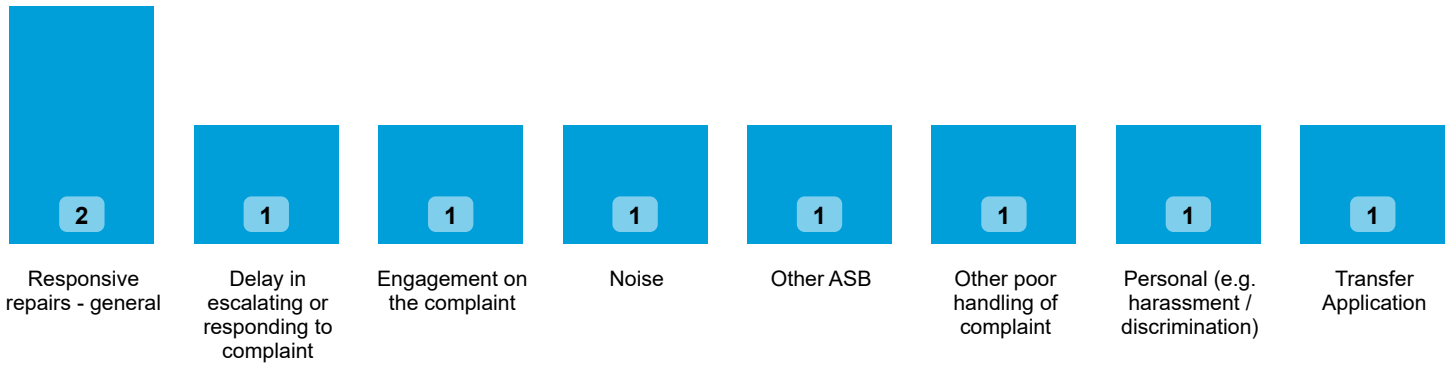 2
1
1
1
1
1
1
1
Responsive
repairs - general
Delay in
escalating or
responding to
complaint
Engagement on
the complaint
Noise
Other ASB
Other poor
handling of
complaint
Personal (e.g.
harassment /
discrimination)
Transfer
Application